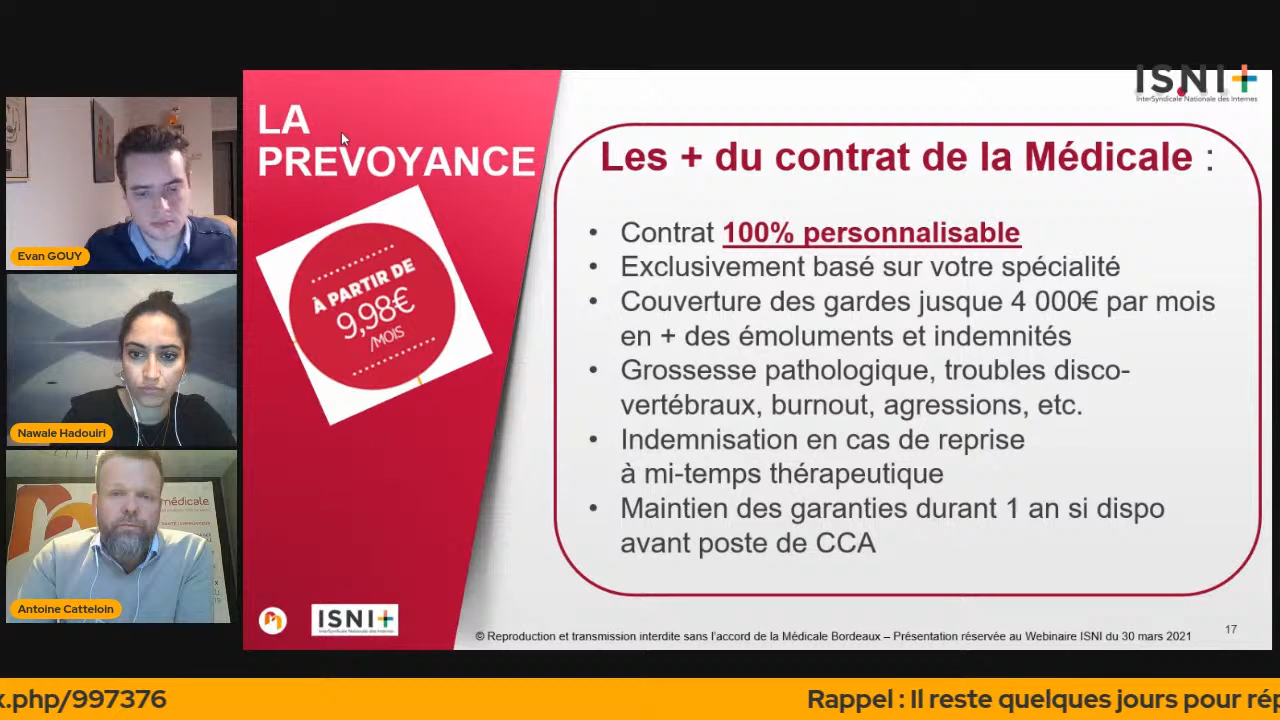 ISNI+
InterSyndicale Nationale des Internes
LA
PREVOYANCE
À PARTIR DE
9,98€
/MOIS
Les + du contrat de la Médicale :
• Contrat 100% personnalisable
• Exclusivement basé sur votre spécialité
• Couverture des gardes jusque 4 000€ par mois
en + des émoluments et indemnités
• Grossesse pathologique, troubles disco-
vertébraux, burnout, agressions, etc.
• Indemnisation en cas de reprise
à mi-temps thérapeutique
• Maintien des garanties durant 1 an si dispo
avant poste de CCA
Evan GOUY
Nawale Hadouiri
médicale
Antoine Catteloin
ISNI+
InterSyndicale Nationale des Internes
© Reproduction et transmission interdite sans l'accord de la Médicale Bordeaux – Présentation réservée au Webinaire ISNI du 30 mars 2021
17
x.php/997376
Rappel : Il reste quelques jours pour rép